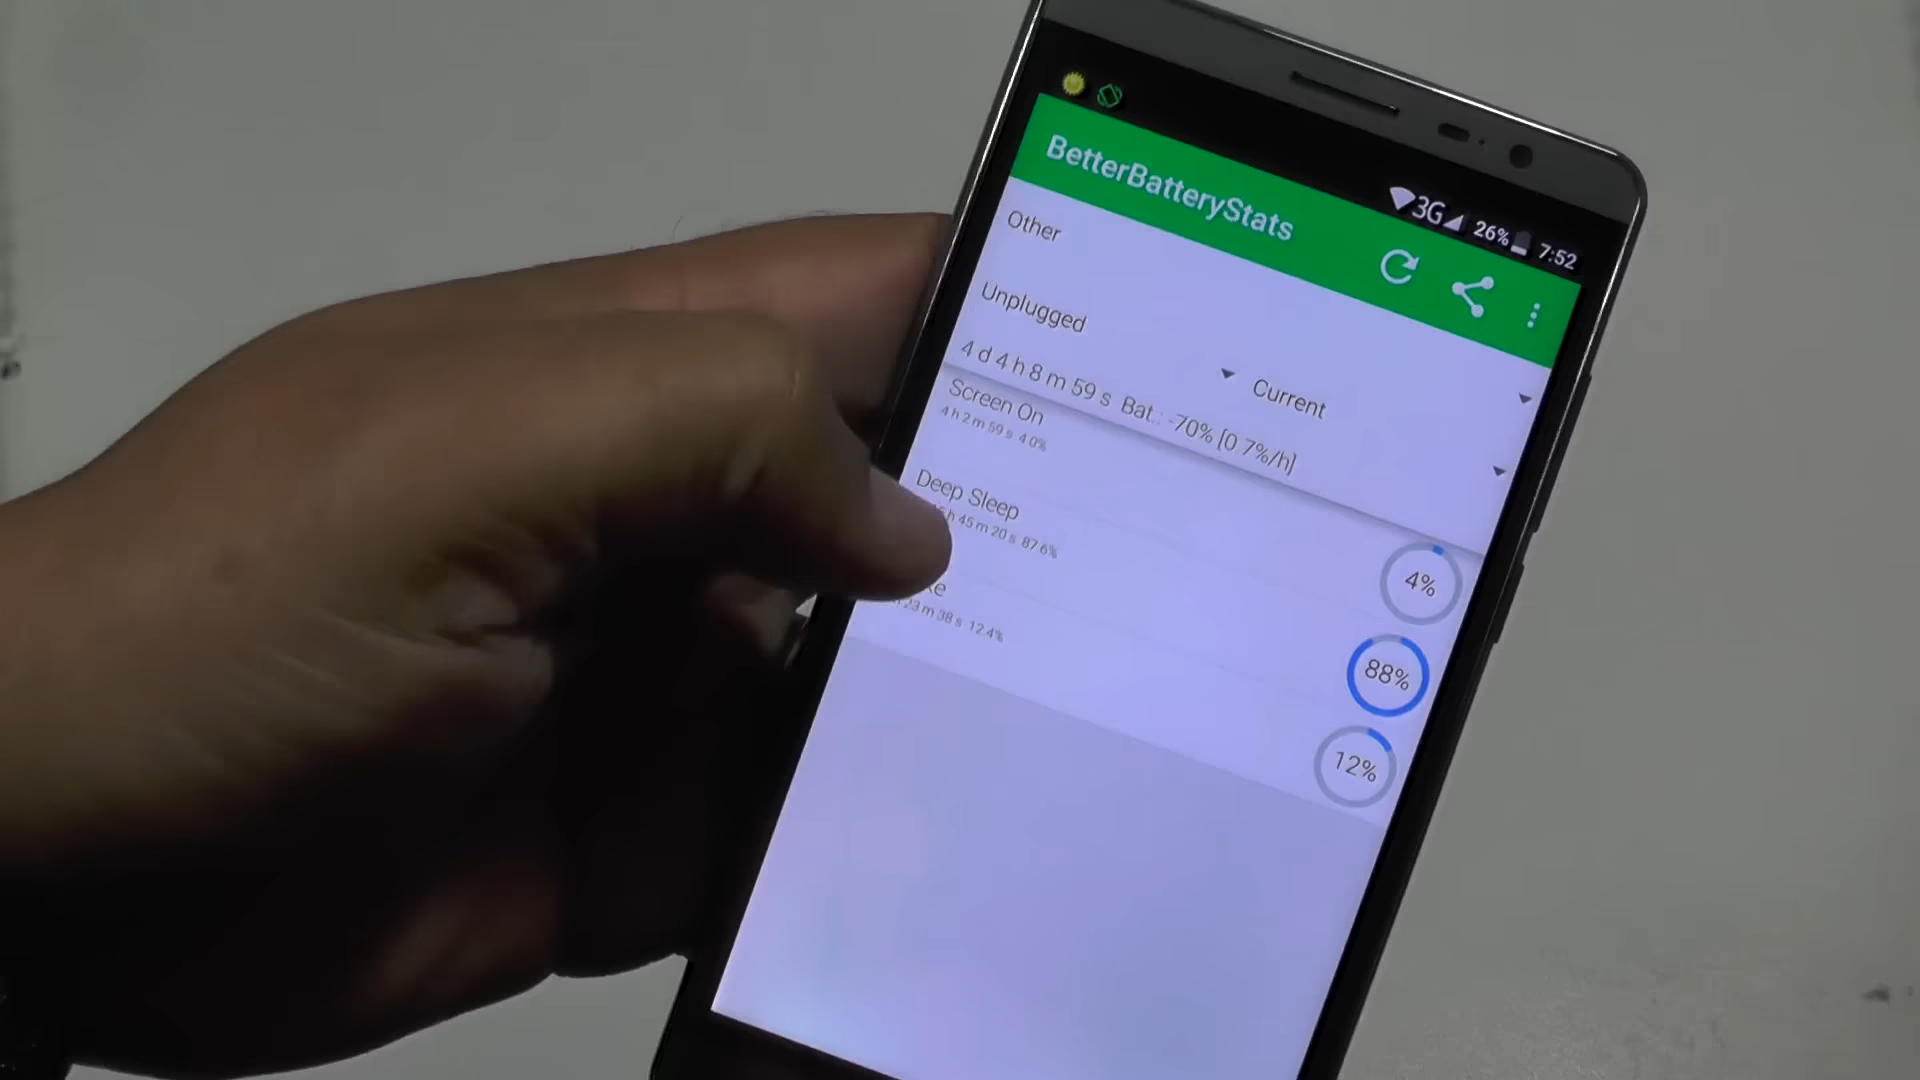 3G 26% 7:52
BetterBatteryStats
Other
Unplugged
Current
4 d 4 h 8 m 59 s Bat.: -70% [0.7%/h]
Screen On
4 h 2 m 59 s 4.0%
4%
Deep Sleep
h 45 m 20 s 87.6%
88%
23 m 38 s 12.4%
12%